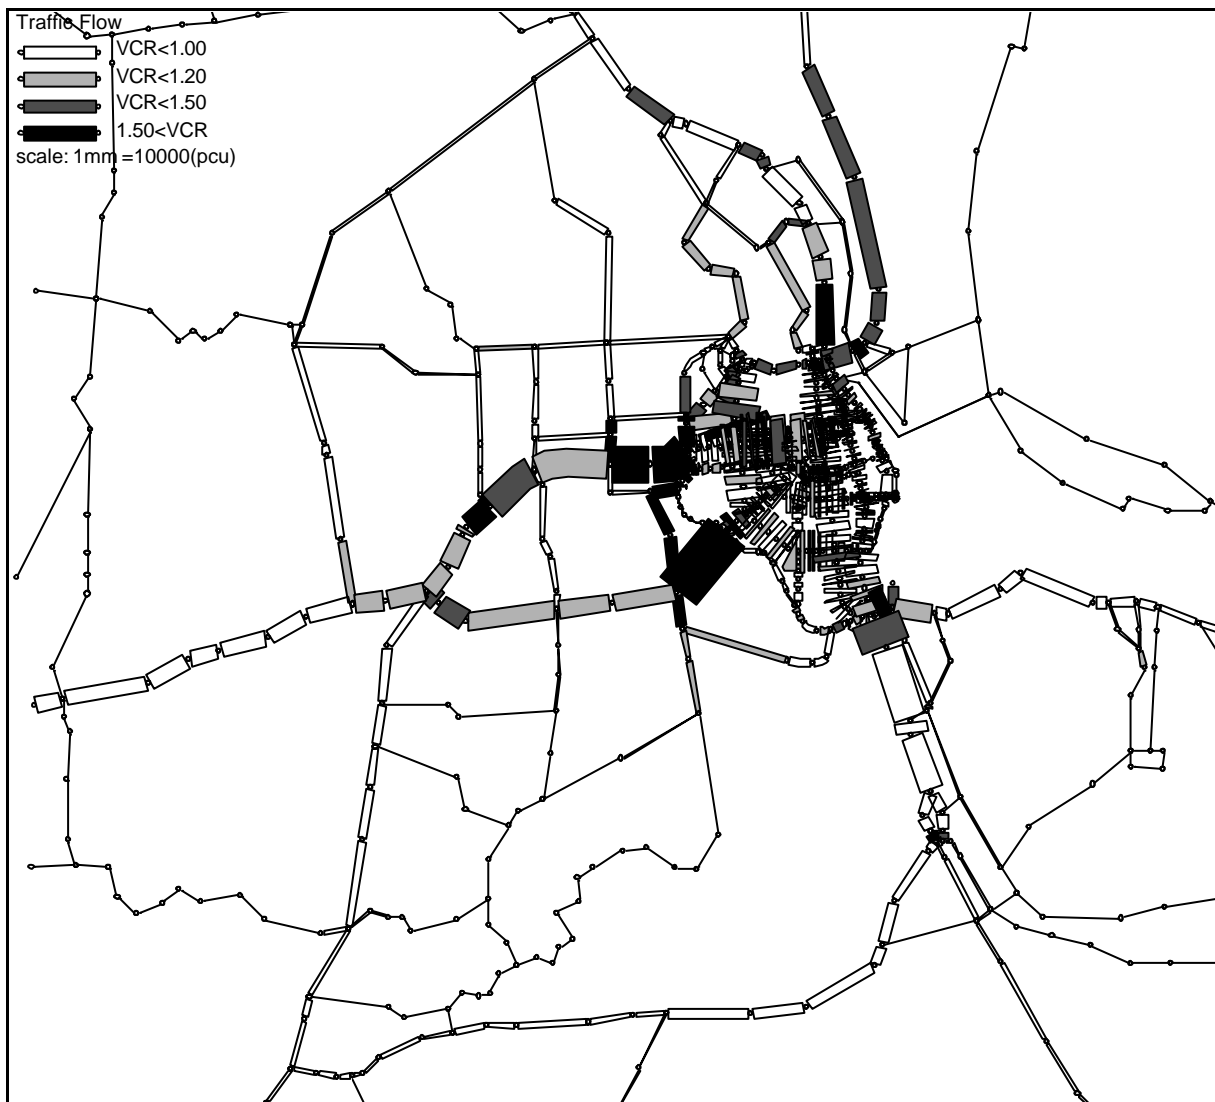 Traffic Flow
VCR<1.00
VCR<1.20
VCR<1.50
1.50<VCR
scale: 1mm =10000(pcu)